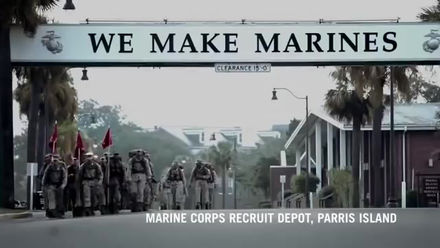 WE MAKE MARINES
CLEARANCE 15'-0"
MARINE CORPS RECRUIT DEPOT, PARRIS ISLAND